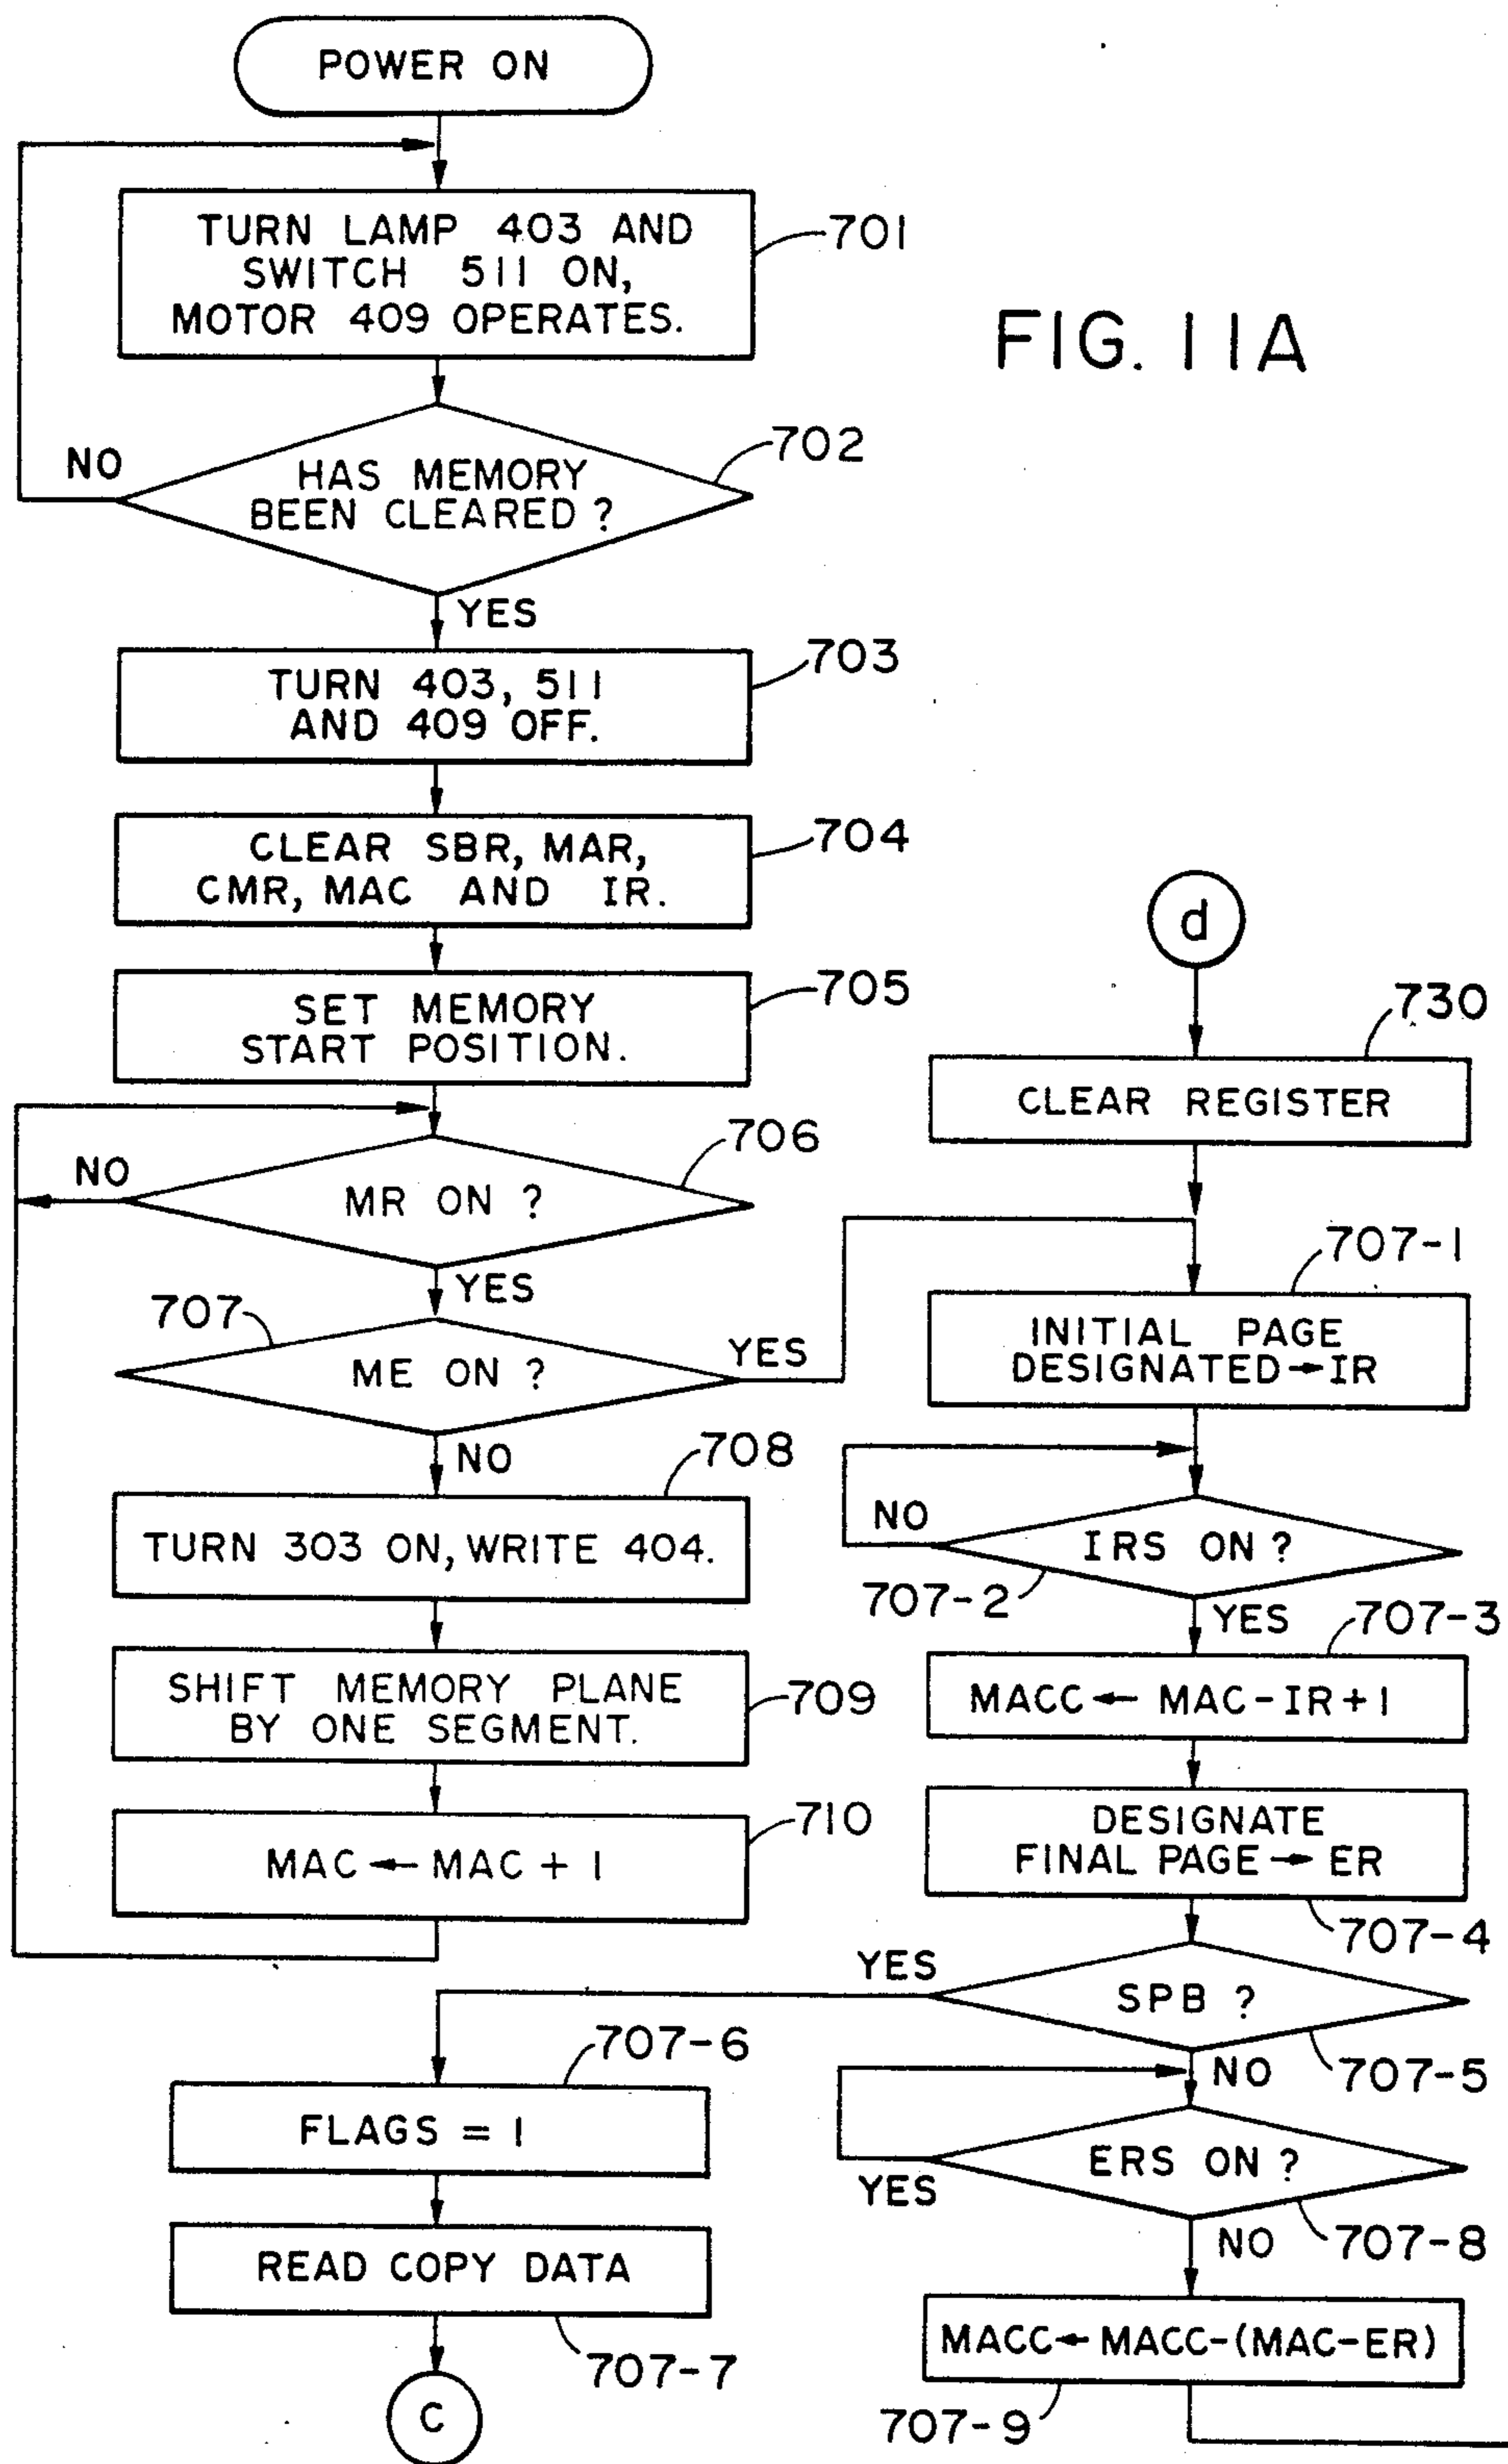 POWER ON
TURN LAMP 403 AND
SWITCH 511 ON,
MOTOR 409 OPERATES.
701
FIG. 11A
HAS MEMORY
BEEN CLEARED ?
702
NO
YES
TURN 403, 511
AND 409 OFF.
703
CLEAR SBR, MAR,
CMR, MAC AND IR.
704
SET MEMORY
START POSITION.
705
MR ON ?
706
NO
YES
707
ME ON ?
YES
NO
708
TURN 303 ON, WRITE 404.
SHIFT MEMORY PLANE
BY ONE SEGMENT.
709
MAC ← MAC + 1
710
d
730
CLEAR REGISTER
707-1
INITIAL PAGE
DESIGNATED → IR
NO
IRS ON ?
707-2
YES
707-3
MACC ← MAC-IR+1
DESIGNATE
FINAL PAGE → ER
707-4
YES
SPB ?
707-5
NO
ERS ON ?
YES
707-8
NO
MACC ← MACC-(MAC-ER)
707-9
707-6
FLAGS = 1
READ COPY DATA
707-7
C